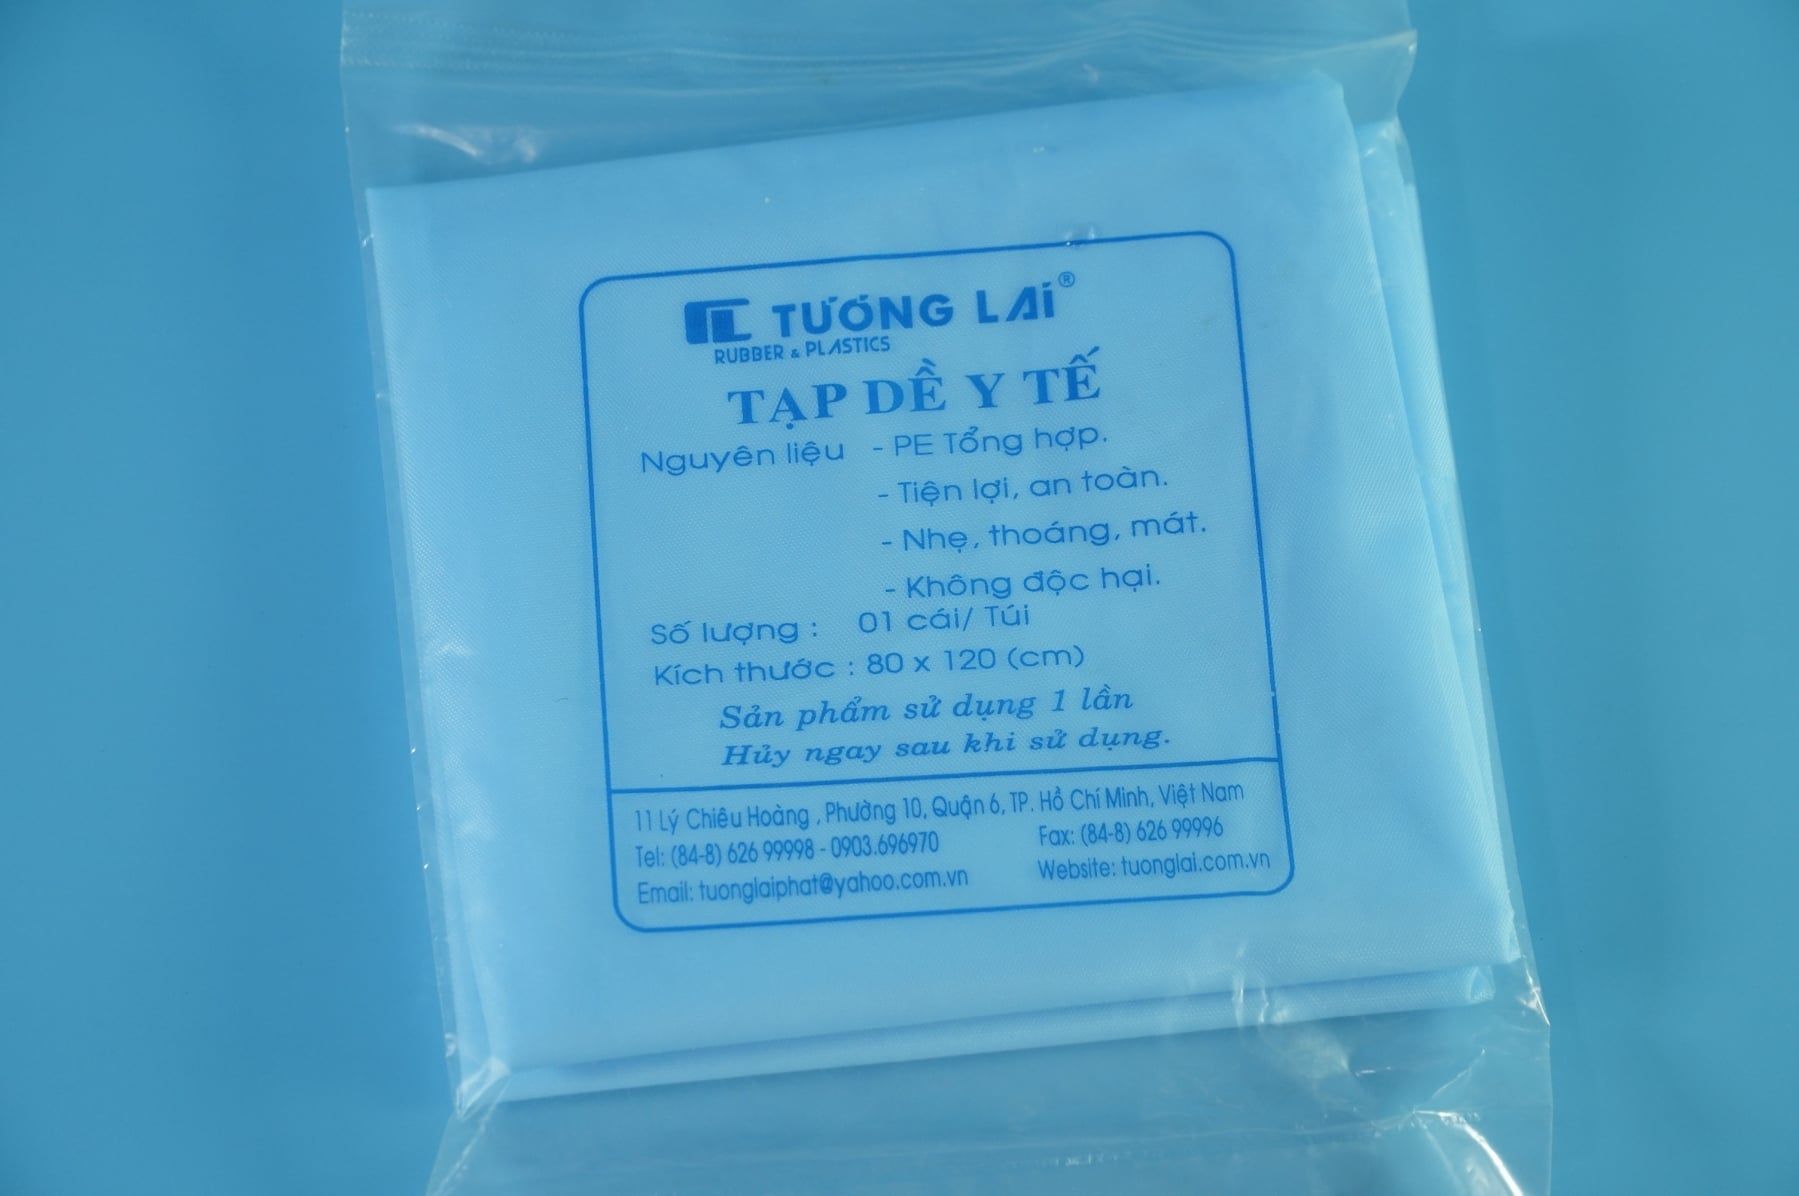 TƯƠNG LAi®
RUBBER & PLASTICS
TẠP DỀ Y TẾ
Nguyên liệu - PE Tổng hợp.
- Tiện lợi, an toàn.
- Nhẹ, thoáng, mát.
- Không độc hại.
Số lượng : 01 cái/ Túi
Kích thước : 80 x 120 (cm)
Sản phẩm sử dụng 1 lần
Hủy ngay sau khi sử dụng.
11 Lý Chiêu Hoàng , Phường 10, Quận 6, TP. Hồ Chí Minh, Việt Nam
Tel: (84-8) 626 99998 - 0903.696970 Fax: (84-8) 626 99996
Email: tuonglaiphat@yahoo.com.vn Website: tuonglai.com.vn